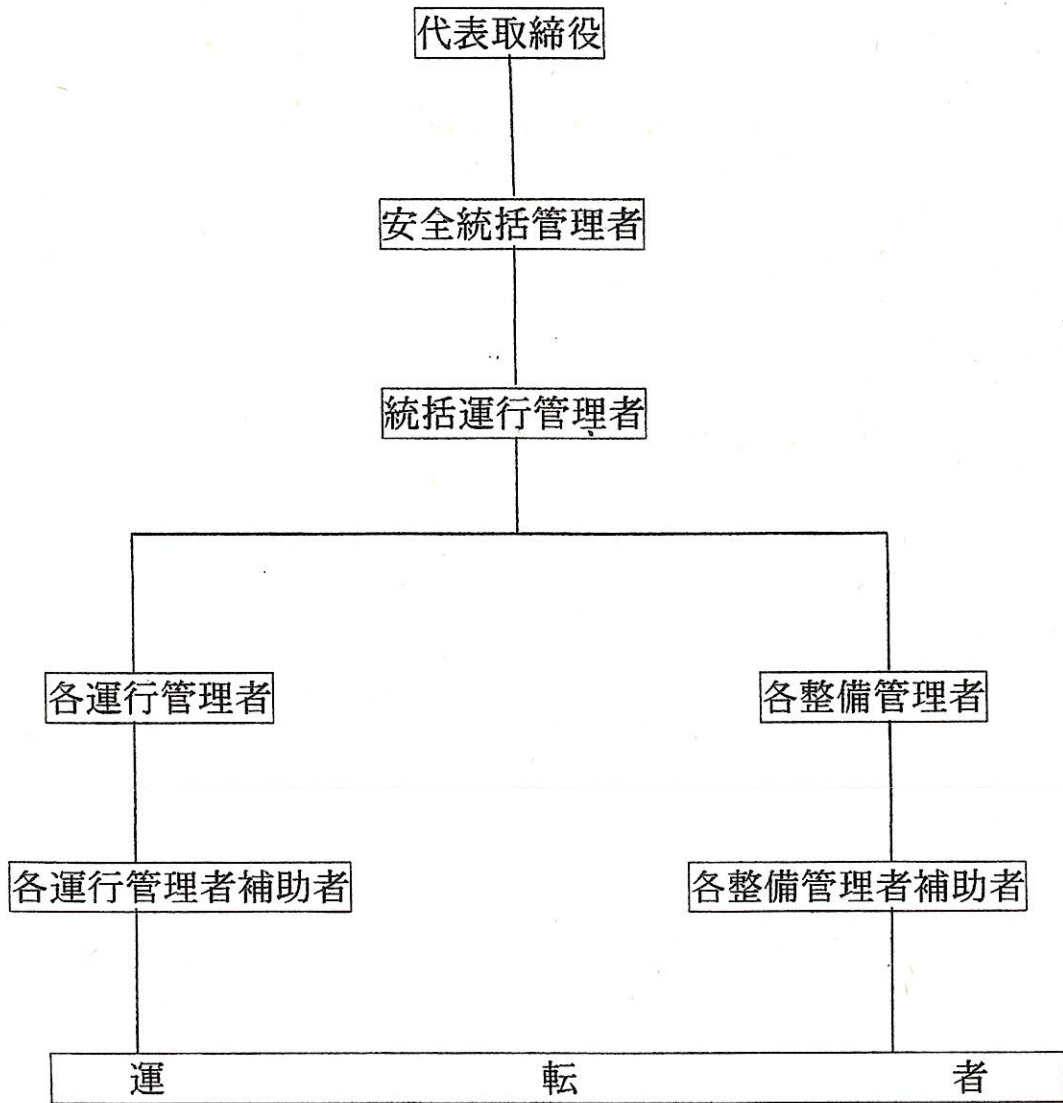 代表取締役
安全統括管理者
統括運行管理者
各運行管理者 各整備管理者
各運行管理者補助者 各整備管理者補助者
運転者